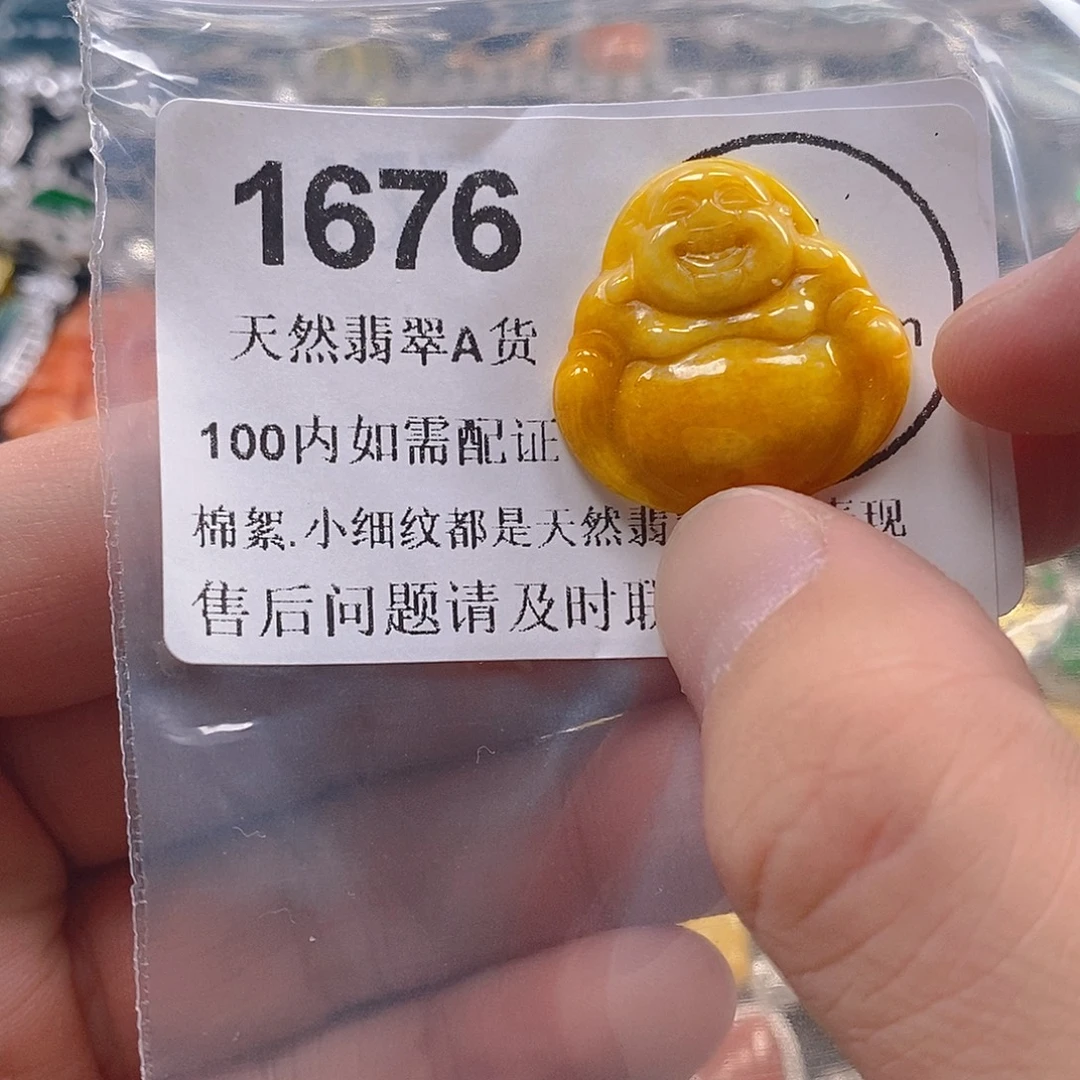 1676
天然翡翠A货
100内如需配证
棉絮.小细纹都是天然翡 现
售后问题请及时联